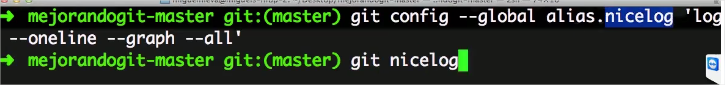 ➜ mejorandogit-master git:(master) git config --global alias.nicelog 'log
--oneline --graph --all'
➜ mejorandogit-master git:(master) git nicelog